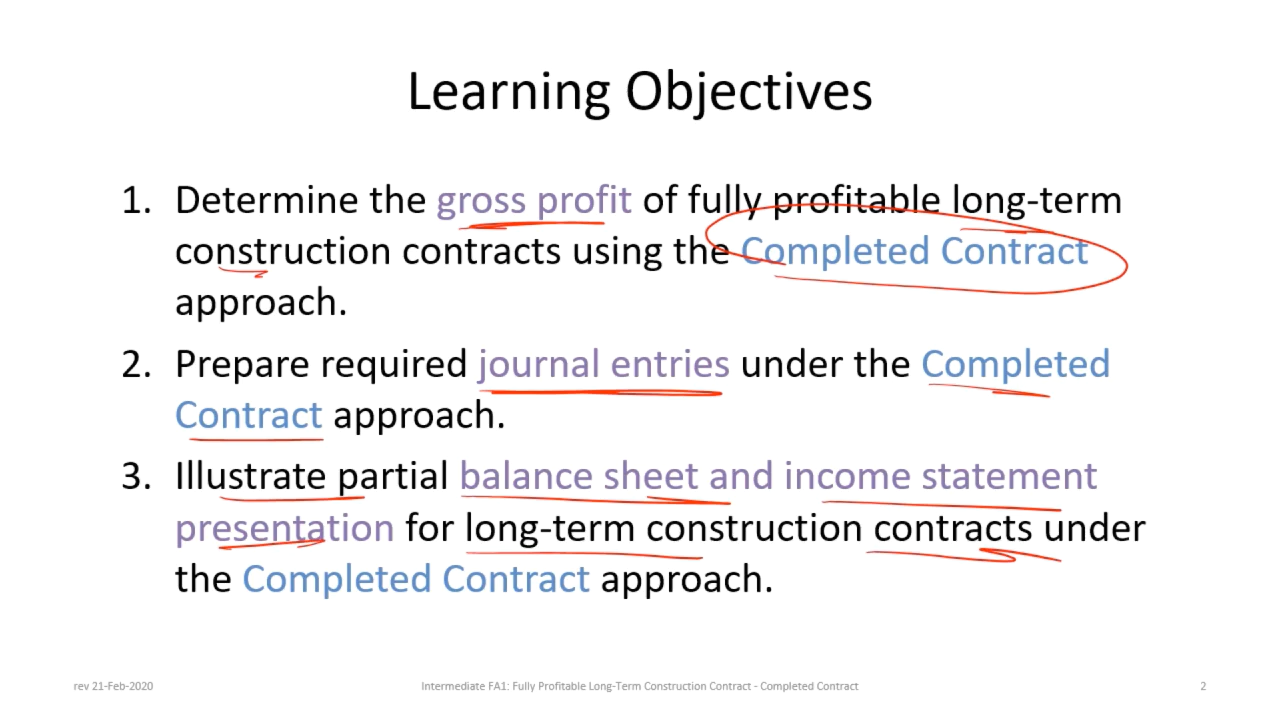 Learning Objectives
1. Determine the gross profit of fully profitable long-term
construction contracts using the Completed Contract
approach.
2. Prepare required journal entries under the Completed
Contract approach.
3. Illustrate partial balance sheet and income statement
presentation for long-term construction contracts under
the Completed Contract approach.
rev 21-Feb-2020
Intermediate FA1: Fully Profitable Long-Term Construction Contract - Completed Contract
2